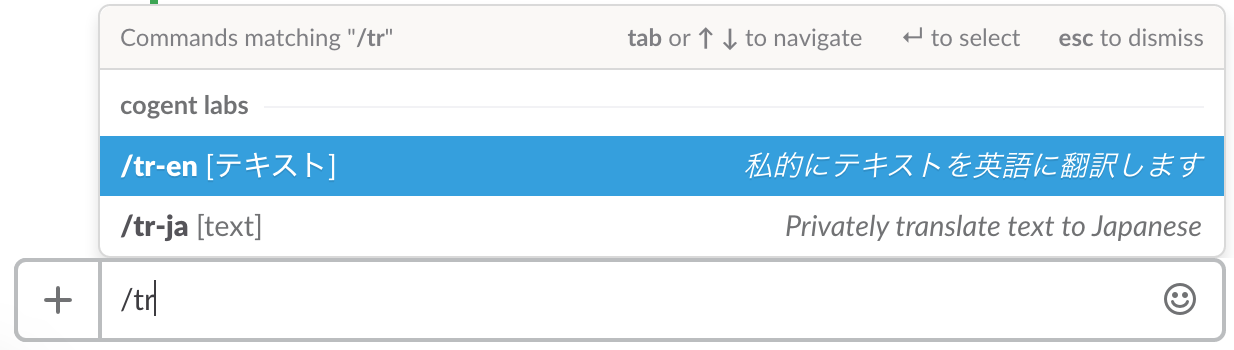 Commands matching "/tr" tab or ↑ ↓ to navigate ↵ to select esc to dismiss
cogent labs
/tr-en [テキスト] 私的にテキストを英語に翻訳します
/tr-ja [text] Privately translate text to Japanese
/tr